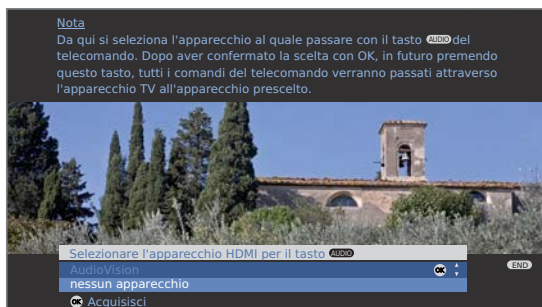 Nota
Da qui si seleziona l'apparecchio al quale passare con il tasto AUDIO del
telecomando. Dopo aver confermato la scelta con OK, in futuro premendo
questo tasto, tutti i comandi del telecomando verranno passati attraverso
l'apparecchio TV all'apparecchio prescelto.
Selezionare l'apparecchio HDMI per il tasto AUDIO
AudioVision OK
END
nessun apparecchio
OK Acquisisci